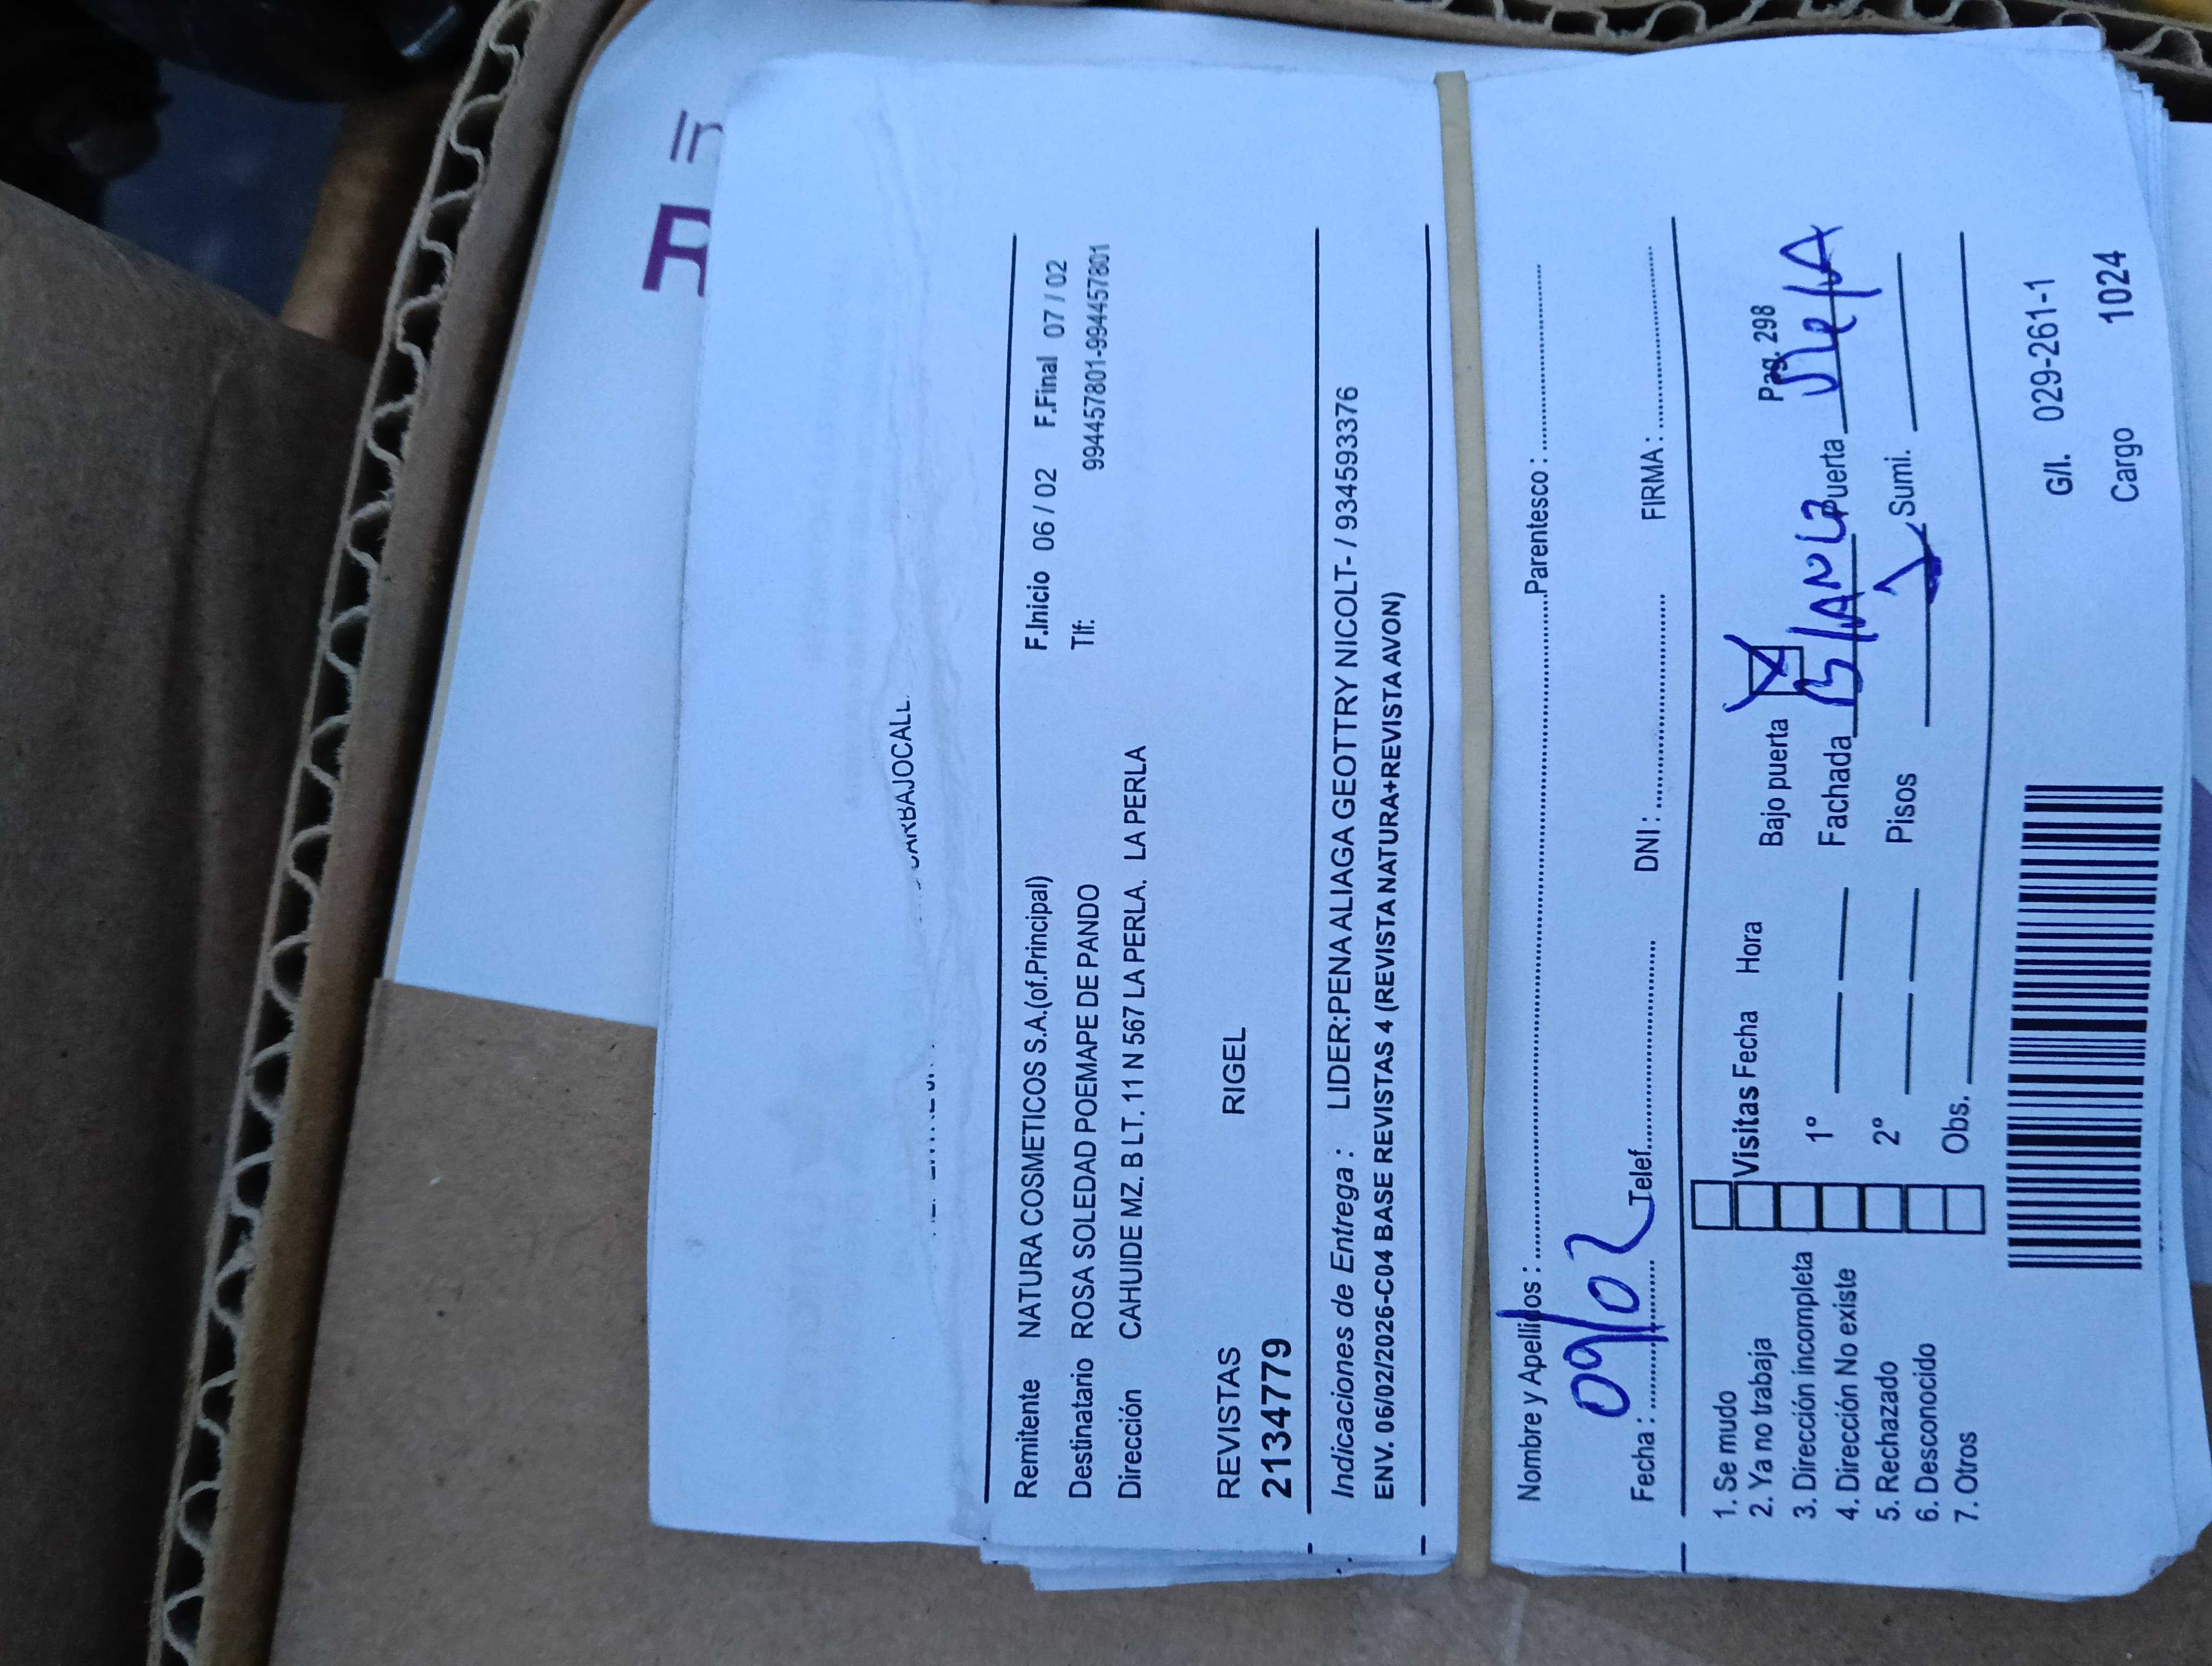 CARBAJOCALL
Remitente NATURA COSMETICOS S.A.(of.Principal) F.Inicio 06 / 02 F.Final 07 / 02
Destinatario ROSA SOLEDAD POEMAPE DE PANDO Tlf: 994457801-994457801
Dirección CAHUIDE MZ. B LT. 11 N 567 LA PERLA. LA PERLA
REVISTAS RIGEL
2134779
Indicaciones de Entrega : LIDER:PENA ALIAGA GEOTTRY NICOLT- / 934593376
ENV. 06/02/2026-C04 BASE REVISTAS 4 (REVISTA NATURA+REVISTA AVON)
Nombre y Apellidos : Parentesco :
Fecha : 09/02 Telef. DNI : FIRMA :
1. Se mudo
2. Ya no trabaja Visitas Fecha Hora Bajo puerta X Pag. 298
3. Dirección incompleta 1º Fachada Puerta
4. Dirección No existe
5. Rechazado 2º Pisos Sumi.
6. Desconocido
7. Otros Obs.
G/I. 029-261-1
Cargo 1024